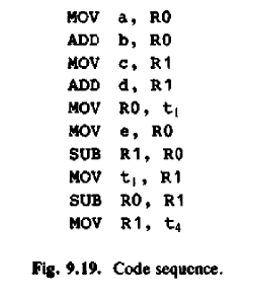 MOV a, R0
ADD b, R0
MOV c, R1
ADD d, R1
MOV R0, t₁
MOV e, R0
SUB R1, R0
MOV t₁, R1
SUB R0, R1
MOV R1, t₄
Fig. 9.19. Code sequence.